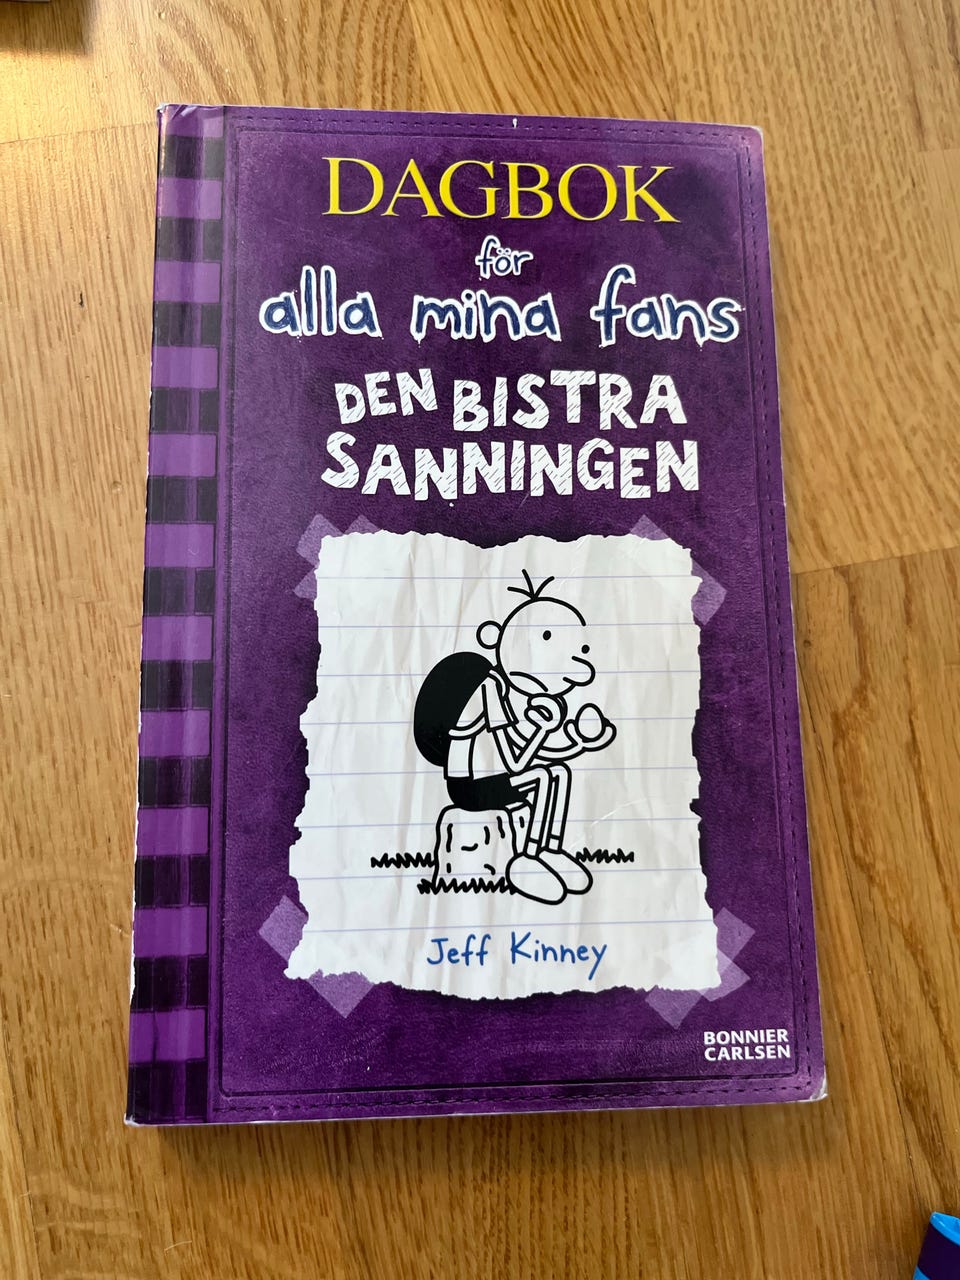 DAGBOK
för
alla mina fans
DEN BISTRA
SANNINGEN
Jeff Kinney
BONNIER
CARLSEN